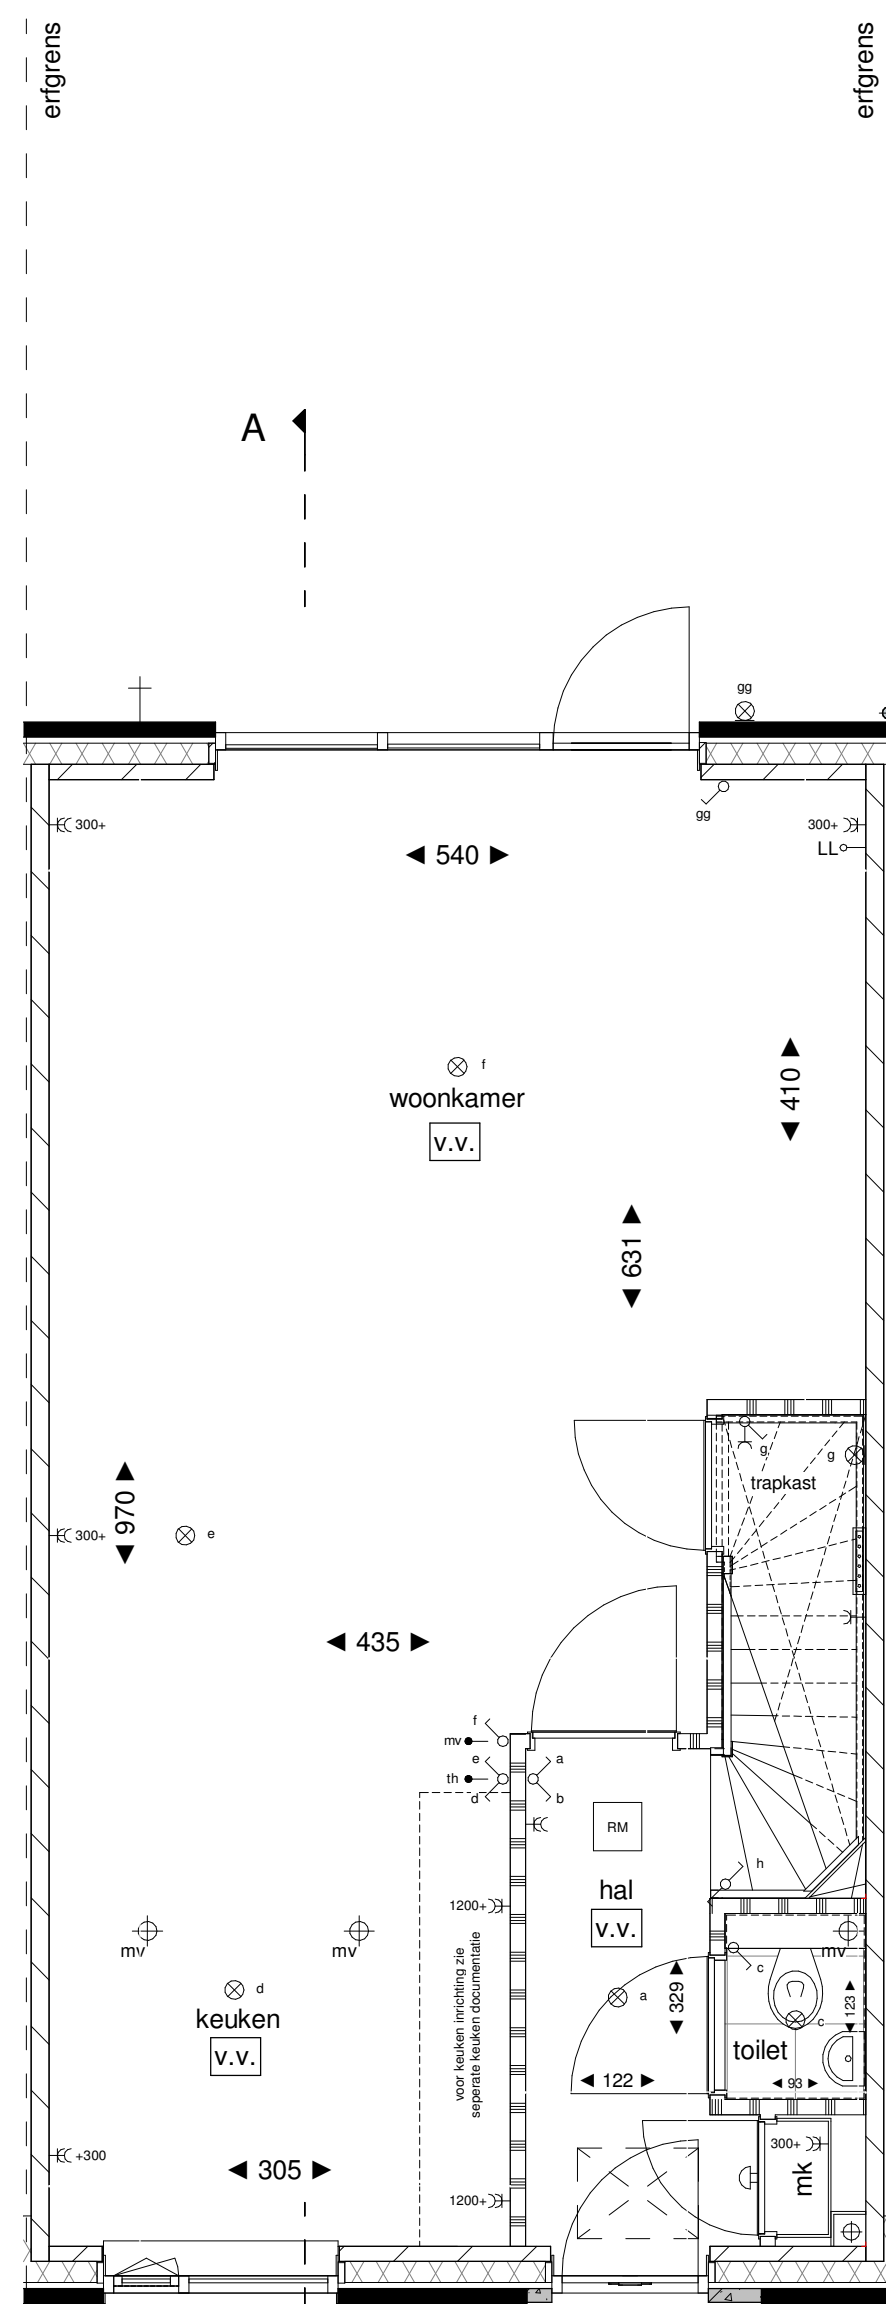 erfgrens
erfgrens
A
gg
gg
300+
300+
LL
540
f
woonkamer
v.v.
410
631
g
g
trapkast
970
300+
e
435
f
mv
e
a
th
d
b
RM
h
hal
v.v.
1200+
voor keuken inrichting zie
seperate keuken documentatie
mv
mv
mv
c
d
a
329
123
c
keuken
v.v.
toilet
122
93
300+
mk
+300
305
1200+